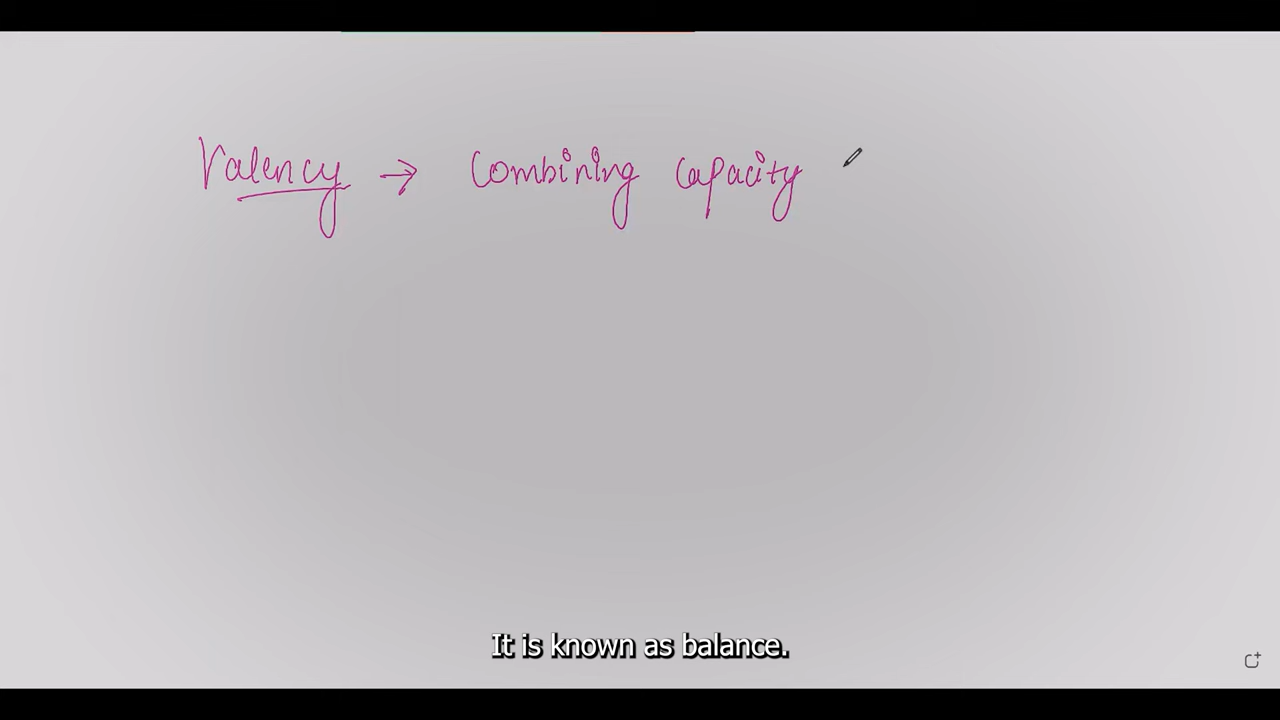 Valency → Combining capacity
It is known as balance.